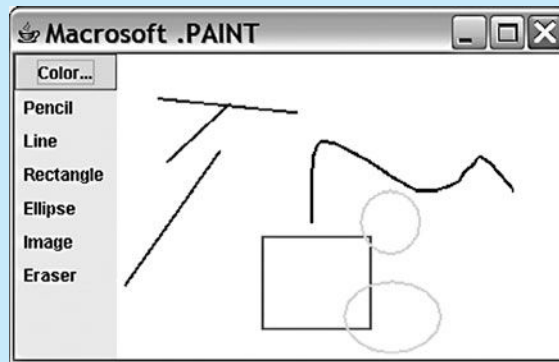 Macrosoft .PAINT
Color...
Pencil
Line
Rectangle
Ellipse
Image
Eraser